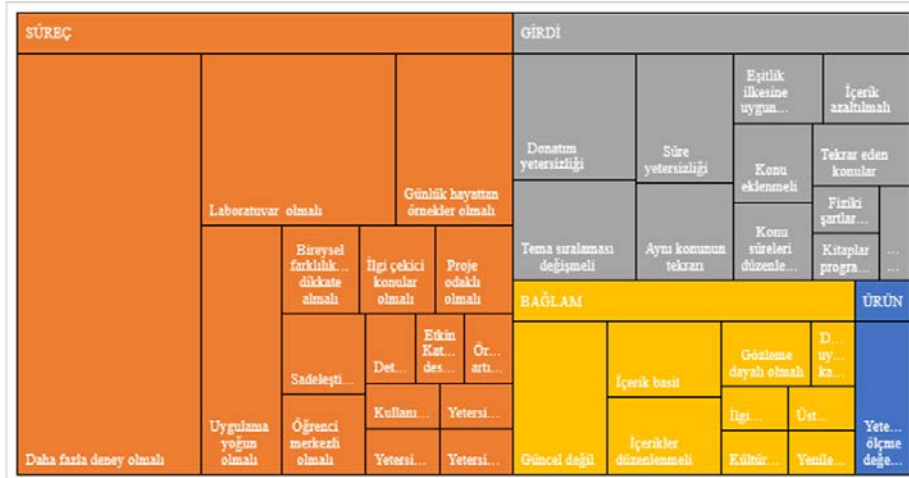 SÜREÇ
Daha fazla deney olmalı
Laboratuvar olmalı
Günlük hayattan
örnekler olmalı
Uygulama
yoğun
olmalı
Bireysel
farklılık...
dikkate
almalı
İlgi çekici
konular
olmalı
Proje
odaklı
olmalı
Sadeleşti...
Det...
Etkin
Kat...
des...
Ör...
artı...
Öğrenci
merkezli
olmalı
Kullanı...
Yetersi...
Yetersi...
Yetersi...
GİRDİ
Donatım
yetersizliği
Süre
yetersizliği
Eşitlik
ilkesine
uygun...
İçerik
azaltılmalı
Konu
eklenmeli
Tekrar eden
konular
Tema sıralaması
değişmeli
Aynı konunun
tekrarı
Konu
süreleri
düzenle...
Fiziki
şartlar...
Kitaplar
progra...
...
...
BAĞLAM
Güncel değil
İçerik basit
İçerikler
düzenlenmeli
Gözleme
dayalı olmalı
D...
uy...
ka...
İlgi...
Üst...
Kültür...
Yenile...
ÜRÜN
Yete...
ölçme
değe...